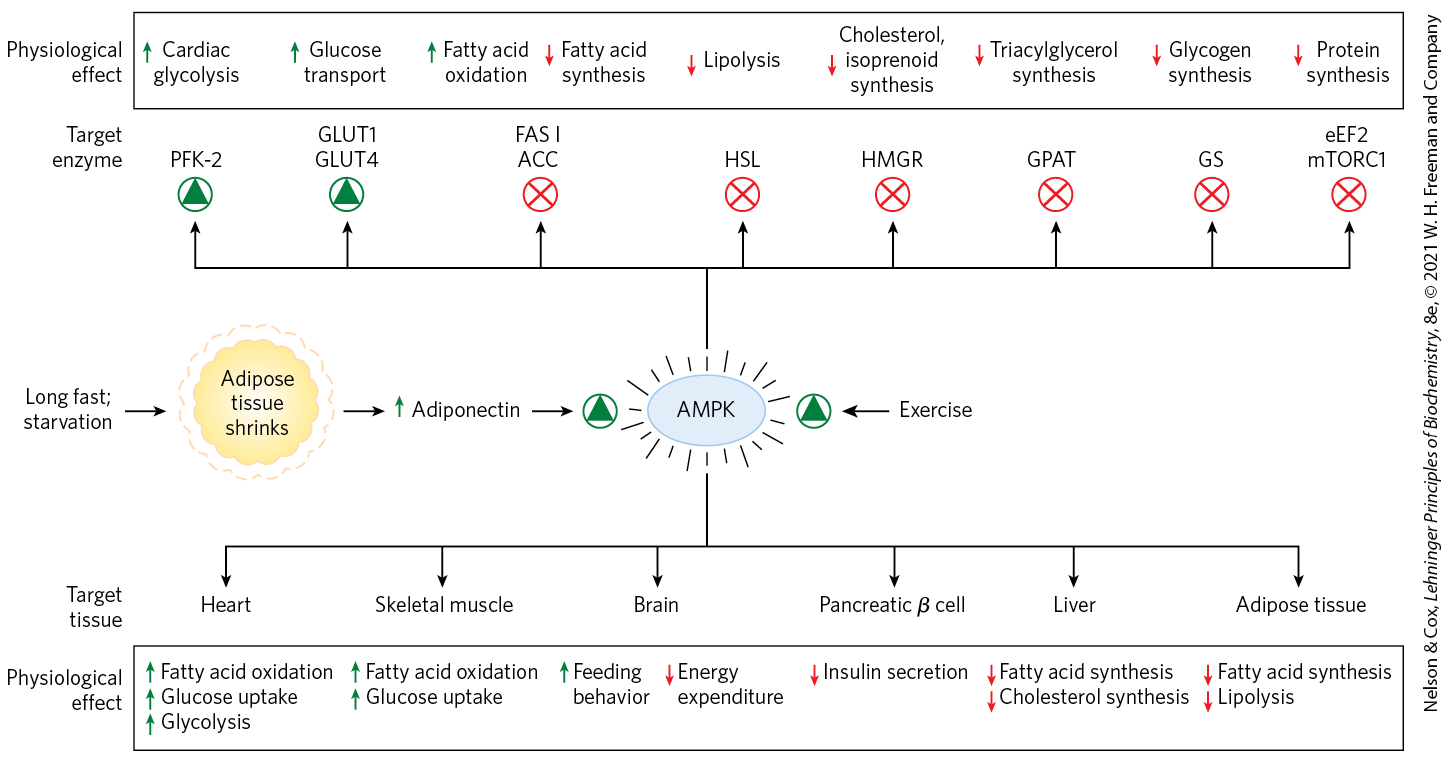 Physiological
effect
Cardiac
glycolysis
Glucose
transport
Fatty acid
oxidation
Fatty acid
synthesis
Lipolysis
Cholesterol,
isoprenoid
synthesis
Triacylglycerol
synthesis
Glycogen
synthesis
Protein
synthesis
Target
enzyme
PFK-2
GLUT1
GLUT4
FAS I
ACC
HSL
HMGR
GPAT
GS
eEF2
mTORC1
Long fast;
starvation
Adipose
tissue
shrinks
Adiponectin
AMPK
Exercise
Target
tissue
Heart
Skeletal muscle
Brain
Pancreatic β cell
Liver
Adipose tissue
Physiological
effect
Fatty acid oxidation
Glucose uptake
Glycolysis
Fatty acid oxidation
Glucose uptake
Feeding
behavior
Energy
expenditure
Insulin secretion
Fatty acid synthesis
Cholesterol synthesis
Fatty acid synthesis
Lipolysis
Nelson & Cox, Lehninger Principles of Biochemistry, 8e, © 2021 W. H. Freeman and Company